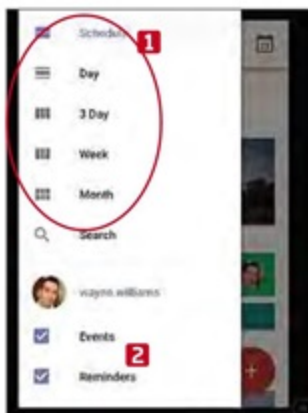 Schedule
1
Day
3 Day
Week
Month
Search
wayne.williams
Events
2
Reminders